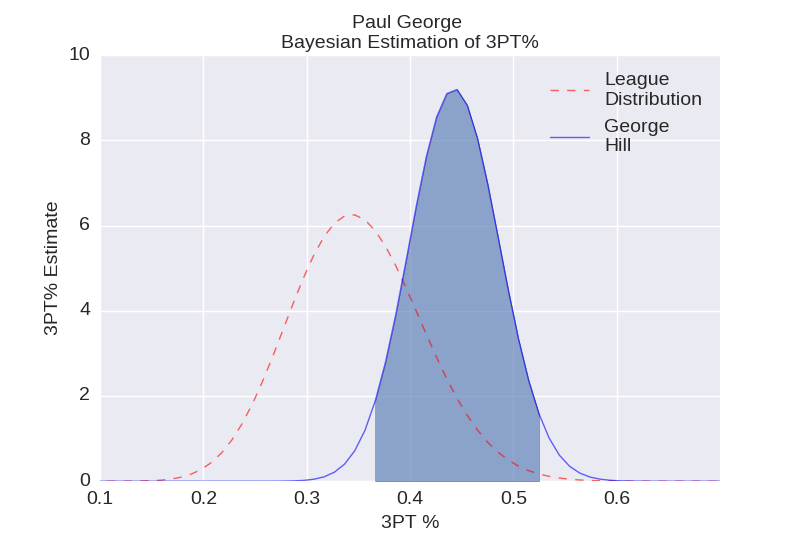 Paul George
Bayesian Estimation of 3PT%
10
8
6
4
2
0
3PT% Estimate
League
Distribution
George
Hill
0.1
0.2
0.3
0.4
0.5
0.6
3PT %